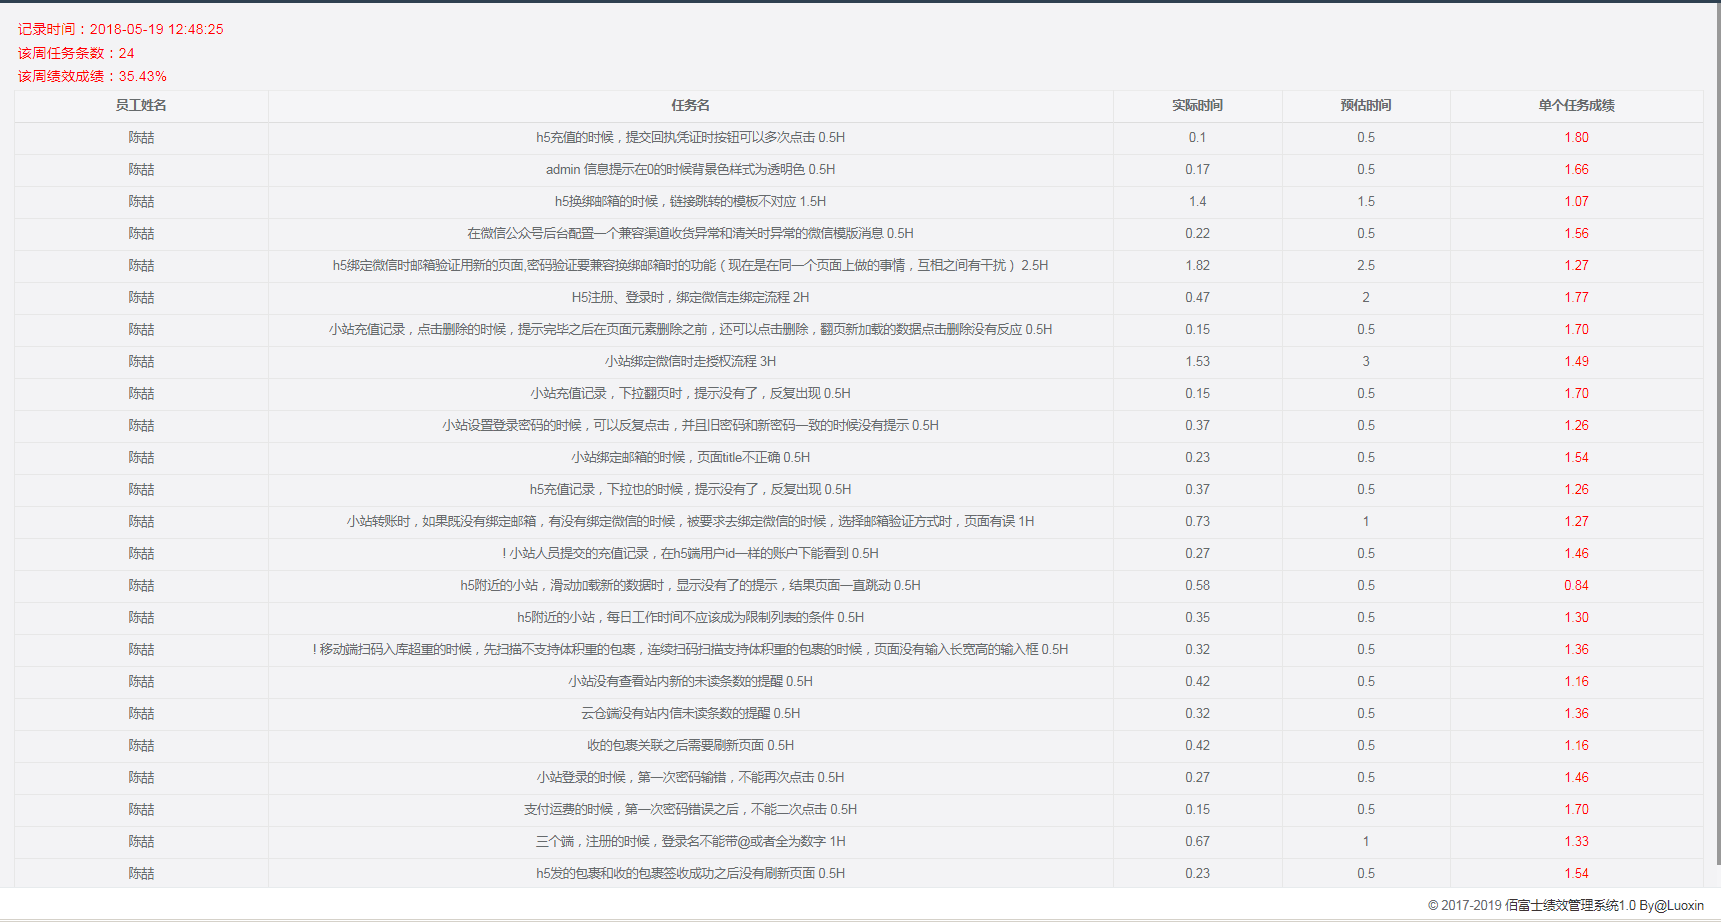 记录时间：2018-05-19 12:48:25
该周任务条数：24
该周绩效成绩：35.43%
员工姓名 任务名 实际时间 预估时间 单个任务成绩
陈喆 h5充值的时候，提交回执凭证时按钮可以多次点击 0.5H 0.1 0.5 1.80
陈喆 admin 信息提示在0的时候背景色样式为透明色 0.5H 0.17 0.5 1.66
陈喆 h5换绑邮箱的时候，链接跳转的模板不对应 1.5H 1.4 1.5 1.07
陈喆 在微信公众号后台配置一个兼容渠道收货异常和清关时异常的微信模版消息 0.5H 0.22 0.5 1.56
陈喆 h5绑定微信时邮箱验证用新的页面,密码验证要兼容换绑邮箱时的功能（现在是在同一个页面上做的事情，互相之间有干扰） 2.5H 1.82 2.5 1.27
陈喆 H5注册、登录时，绑定微信走绑定流程 2H 0.47 2 1.77
陈喆 小站充值记录，点击删除的时候，提示完毕之后在页面元素删除之前，还可以点击删除，翻页新加载的数据点击删除没有反应 0.5H 0.15 0.5 1.70
陈喆 小站绑定微信时走授权流程 3H 1.53 3 1.49
陈喆 小站充值记录，下拉翻页时，提示没有了，反复出现 0.5H 0.15 0.5 1.70
陈喆 小站设置登录密码的时候，可以反复点击，并且旧密码和新密码一致的时候没有提示 0.5H 0.37 0.5 1.26
陈喆 小站绑定邮箱的时候，页面title不正确 0.5H 0.23 0.5 1.54
陈喆 h5充值记录，下拉也的时候，提示没有了，反复出现 0.5H 0.37 0.5 1.26
陈喆 小站转账时，如果既没有绑定邮箱，有没有绑定微信的时候，被要求去绑定微信的时候，选择邮箱验证方式时，页面有误 1H 0.73 1 1.27
陈喆 ! 小站人员提交的充值记录，在h5端用户id一样的账户下能看到 0.5H 0.27 0.5 1.46
陈喆 h5附近的小站，滑动加载新的数据时，显示没有了的提示，结果页面一直跳动 0.5H 0.58 0.5 0.84
陈喆 h5附近的小站，每日工作时间不应该成为限制列表的条件 0.5H 0.35 0.5 1.30
陈喆 ! 移动端扫码入库超重的时候，先扫描不支持体积重的包裹，连续扫码扫描支持体积重的包裹的时候，页面没有输入长宽高的输入框 0.5H 0.32 0.5 1.36
陈喆 小站没有查看站内新的未读条数的提醒 0.5H 0.42 0.5 1.16
陈喆 云仓端没有站内信未读条数的提醒 0.5H 0.32 0.5 1.36
陈喆 收的包裹关联之后需要刷新页面 0.5H 0.42 0.5 1.16
陈喆 小站登录的时候，第一次密码输错，不能再次点击 0.5H 0.27 0.5 1.46
陈喆 支付运费的时候，第一次密码错误之后，不能二次点击 0.5H 0.15 0.5 1.70
陈喆 三个端，注册的时候，登录名不能带@或者全为数字 1H 0.67 1 1.33
陈喆 h5发的包裹和收的包裹签收成功之后没有刷新页面 0.5H 0.23 0.5 1.54
© 2017-2019 佰富士绩效管理系统1.0 By@Luoxin